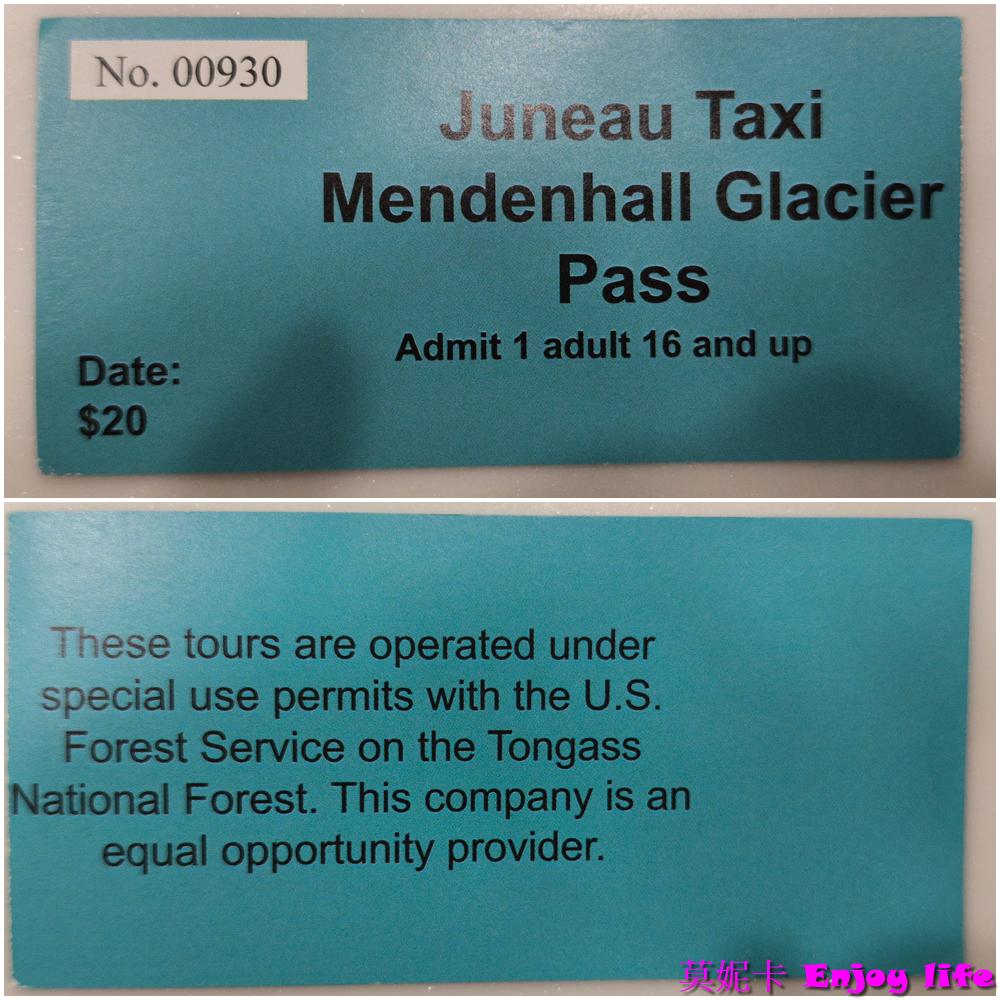 No. 00930
Juneau Taxi
Mendenhall Glacier
Pass
Admit 1 adult 16 and up
Date:
$20
These tours are operated under
special use permits with the U.S.
Forest Service on the Tongass
National Forest. This company is an
equal opportunity provider.
莫妮卡 Enjoy life